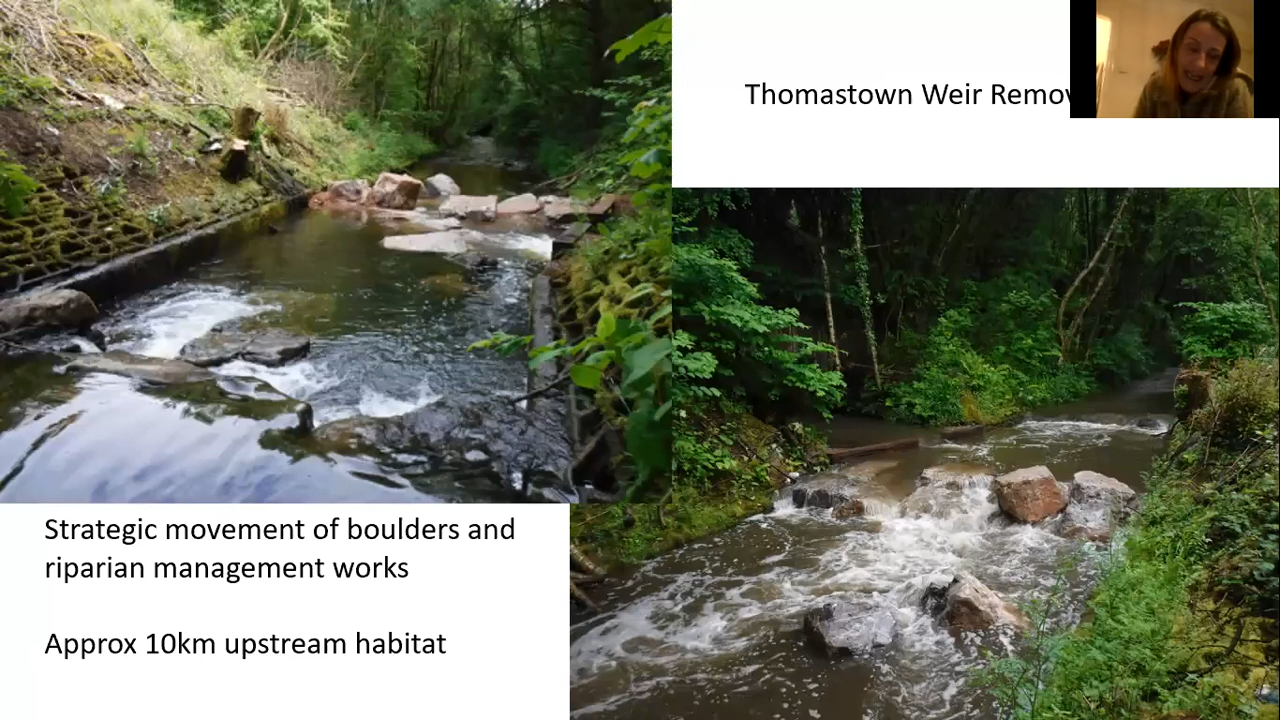 Thomastown Weir Remov
Strategic movement of boulders and
riparian management works
Approx 10km upstream habitat